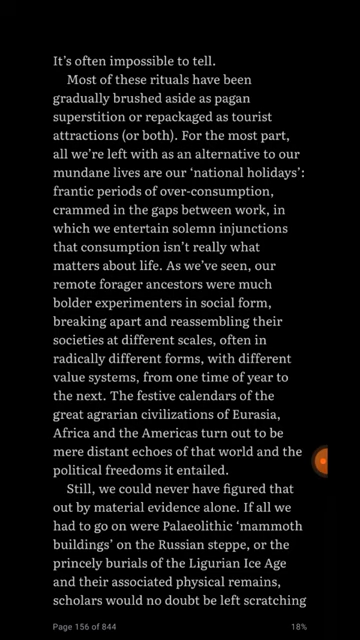 It's often impossible to tell.
Most of these rituals have been
gradually brushed aside as pagan
superstition or repackaged as tourist
attractions (or both). For the most part,
all we're left with as an alternative to our
mundane lives are our ‘national holidays’:
frantic periods of over-consumption,
crammed in the gaps between work, in
which we entertain solemn injunctions
that consumption isn't really what
matters about life. As we've seen, our
remote forager ancestors were much
bolder experimenters in social form,
breaking apart and reassembling their
societies at different scales, often in
radically different forms, with different
value systems, from one time of year to
the next. The festive calendars of the
great agrarian civilizations of Eurasia,
Africa and the Americas turn out to be
mere distant echoes of that world and the
political freedoms it entailed.
Still, we could never have figured that
out by material evidence alone. If all we
had to go on were Palaeolithic ‘mammoth
buildings’ on the Russian steppe, or the
princely burials of the Ligurian Ice Age
and their associated physical remains,
scholars would no doubt be left scratching
Page 156 of 844 18%